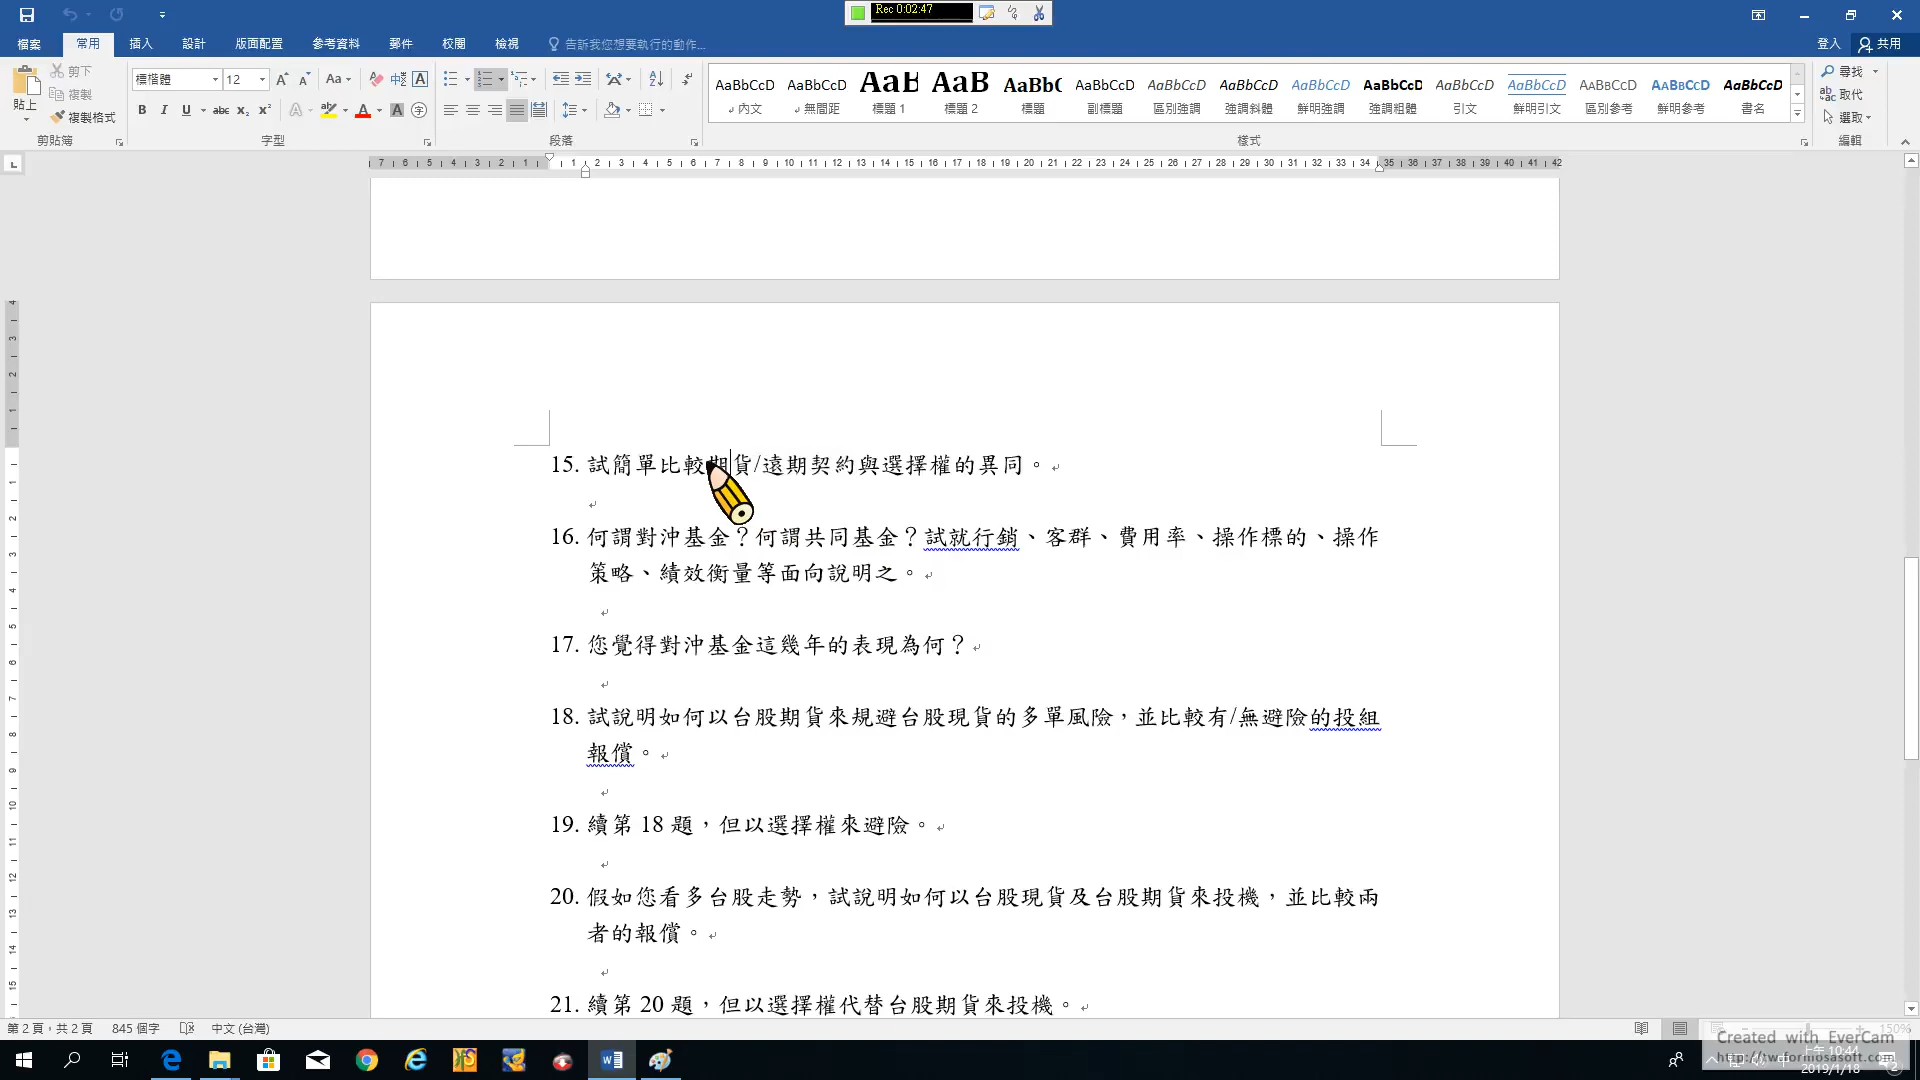 Rec 0:02:47
檔案 常用 插入 設計 版面配置 參考資料 郵件 校閱 檢視 告訴我您想要執行的動作... 登入 共用
貼上 剪下 複製 複製格式
標楷體 12
AaBbCcD AaBbCcD AaBb AaB AaBbC AaBbCcD AaBbCcD AaBbCcD AaBbCcD AaBbCcD AaBbCcD AaBbCcD AaBbCcD AaBbCcD AaBbCcD
內文 無間距 標題 1 標題 2 標題 副標題 區別強調 強調斜體 鮮明強調 強調粗體 引文 鮮明引文 區別參考 鮮明參考 書名
尋找 取代 選取
剪貼簿 字型 段落 樣式 編輯
15. 試簡單比較期貨/遠期契約與選擇權的異同。
16. 何謂對沖基金？何謂共同基金？試就行銷、客群、費用率、操作標的、操作
策略、績效衡量等面向說明之。
17. 您覺得對沖基金這幾年的表現為何？
18. 試說明如何以台股期貨來規避台股現貨的多單風險，並比較有/無避險的投組
報償。
19. 續第 18 題，但以選擇權來避險。
20. 假如您看多台股走勢，試說明如何以台股現貨及台股期貨來投機，並比較兩
者的報償。
21. 續第 20 題，但以選擇權代替台股期貨來投機。
第 2 頁，共 2 頁 845 個字 中文 (台灣) 150%
Created with EverCam
http://tw.formosasoft.com
上午 10:44
2019/1/18